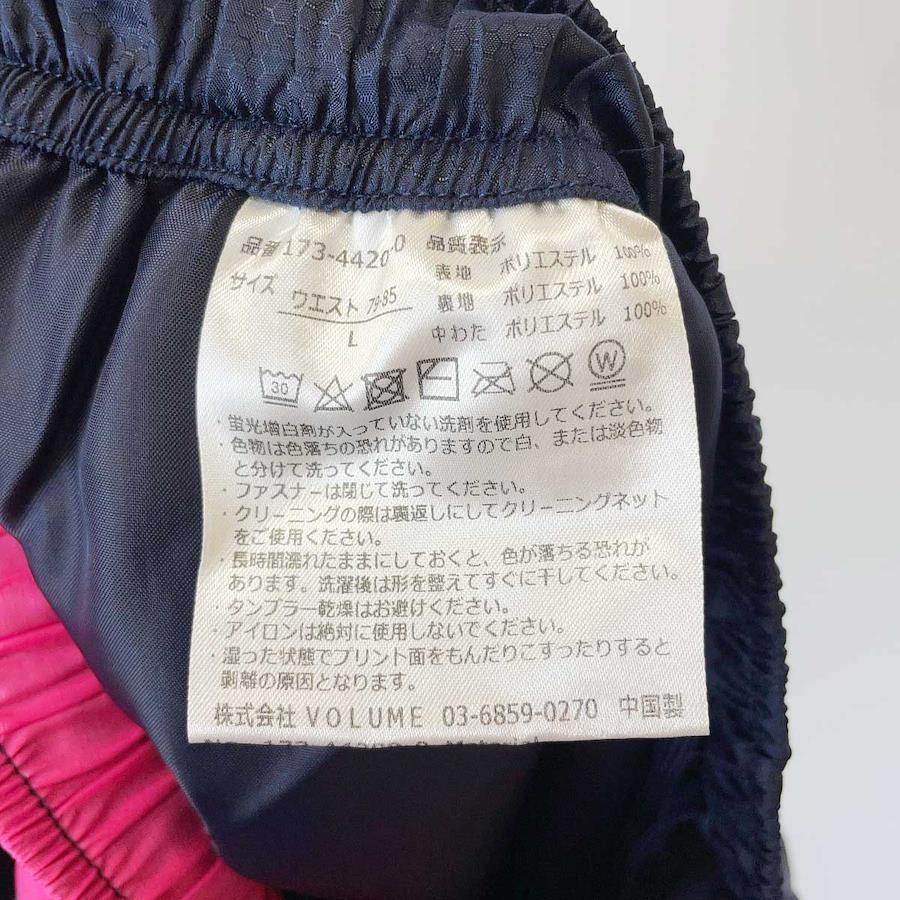 品番 173-44200 品質表示
表地 ポリエステル 100%
サイズ ウエスト 79-85 裏地 ポリエステル 100%
L 中わた ポリエステル 100%
30 W
・蛍光増白剤が入っていない洗剤を使用してください。
・色物は色落ちの恐れがありますので白、または淡色物
と分けて洗ってください。
・ファスナーは閉じて洗ってください。
・クリーニングの際は裏返しにしてクリーニングネット
をご使用ください。
・長時間濡れたままにしておくと、色が落ちる恐れが
あります。洗濯後は形を整えてすぐに干してください。
・タンブラー乾燥はお避けください。
・アイロンは絶対に使用しないでください。
・湿った状態でプリント面をもんだりこすったりすると
剥離の原因となります。
株式会社 VOLUME 03-6859-0270 中国製